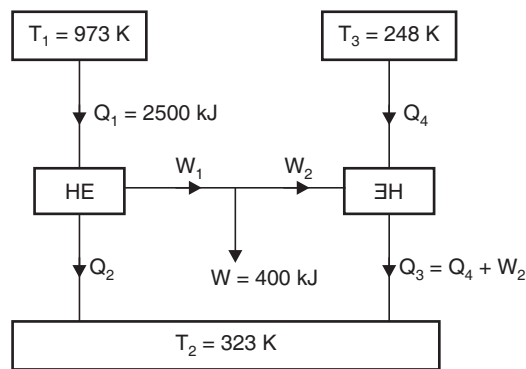 T₁ = 973 K
T₃ = 248 K
Q₁ = 2500 kJ
Q₄
HE
W₁
W₂
ƎH
Q₂
W = 400 kJ
Q₃ = Q₄ + W₂
T₂ = 323 K